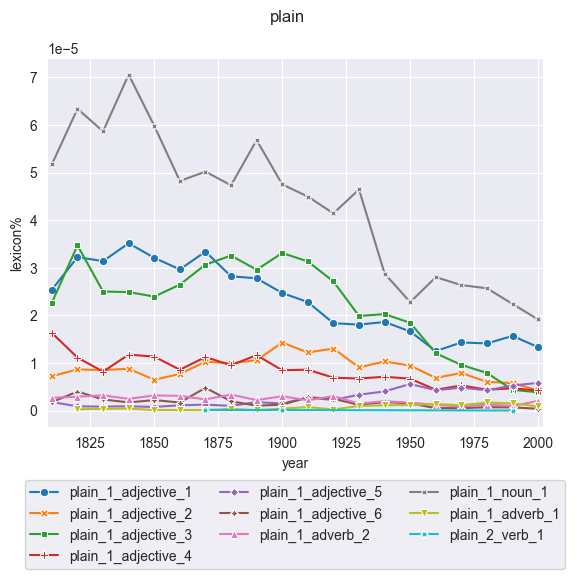 plain
1e−5
7
6
5
4
3
2
1
0
lexicon%
1825 1850 1875 1900 1925 1950 1975 2000
year
plain_1_adjective_1 plain_1_adjective_5 plain_1_noun_1
plain_1_adjective_2 plain_1_adjective_6 plain_1_adverb_1
plain_1_adjective_3 plain_1_adverb_2 plain_2_verb_1
plain_1_adjective_4